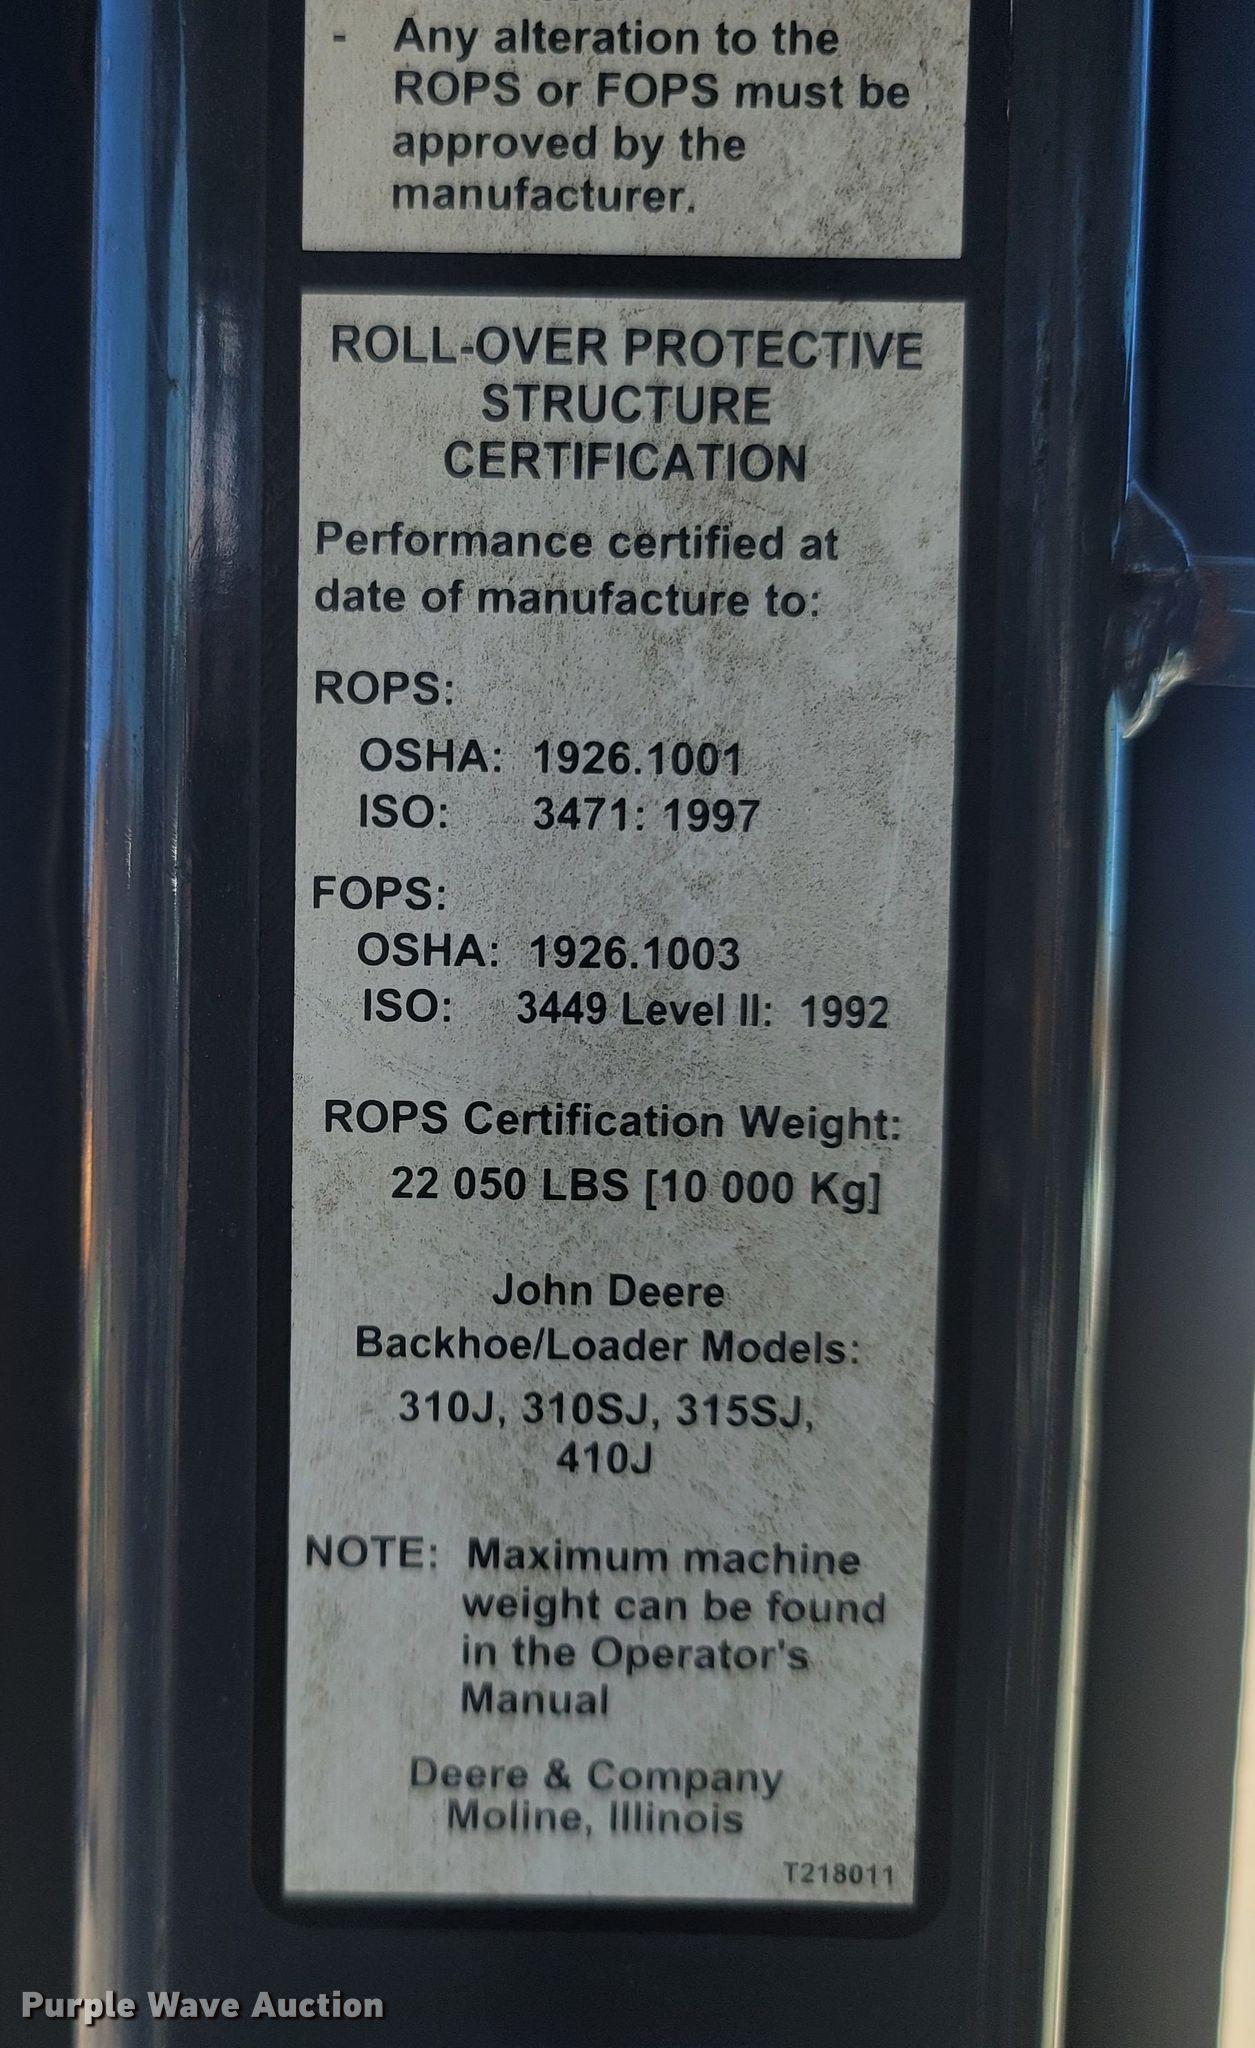 - Any alteration to the
ROPS or FOPS must be
approved by the
manufacturer.
ROLL-OVER PROTECTIVE
STRUCTURE
CERTIFICATION
Performance certified at
date of manufacture to:
ROPS:
OSHA: 1926.1001
ISO: 3471: 1997
FOPS:
OSHA: 1926.1003
ISO: 3449 Level II: 1992
ROPS Certification Weight:
22 050 LBS [10 000 Kg]
John Deere
Backhoe/Loader Models:
310J, 310SJ, 315SJ,
410J
NOTE: Maximum machine
weight can be found
in the Operator's
Manual
Deere & Company
Moline, Illinois
T218011
Purple Wave Auction